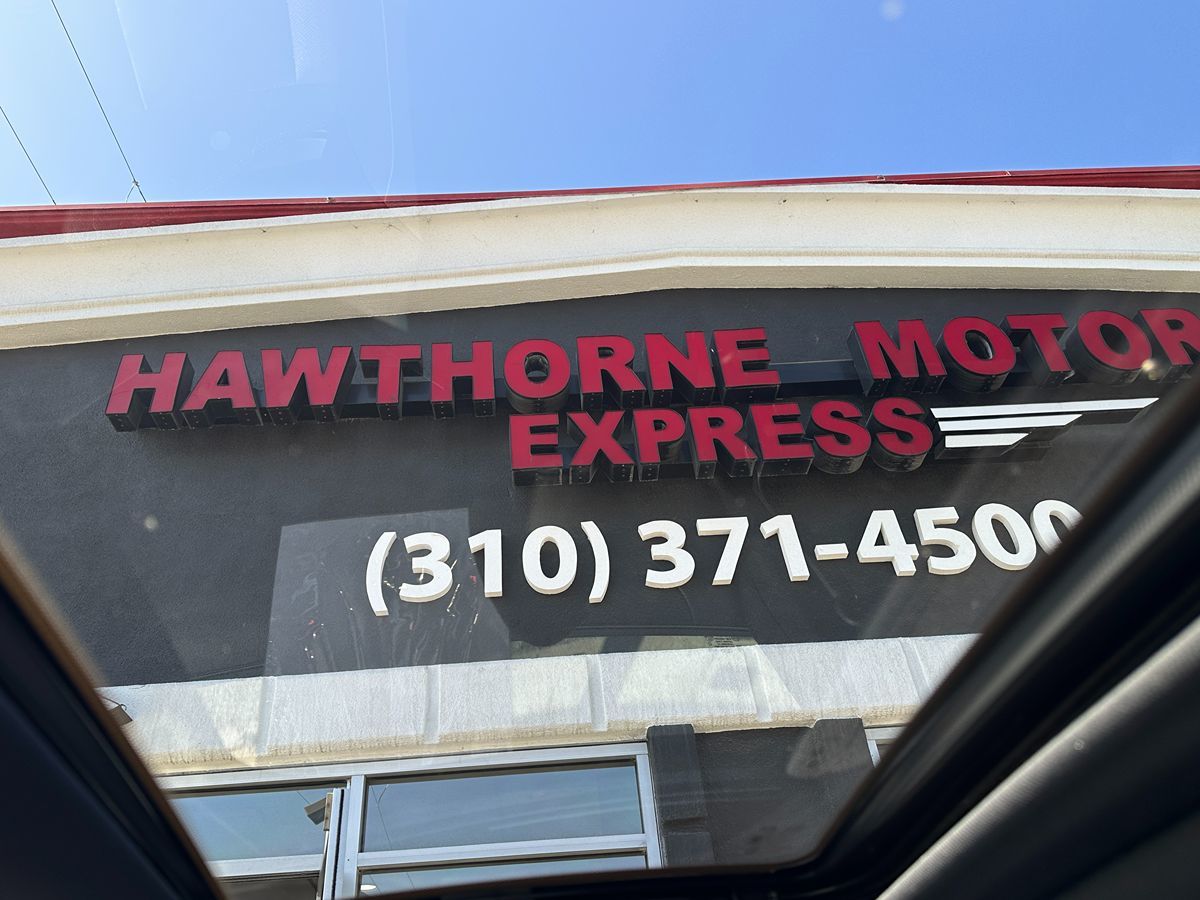 HAWTHORNE MOTOR
EXPRESS
(310) 371-4500